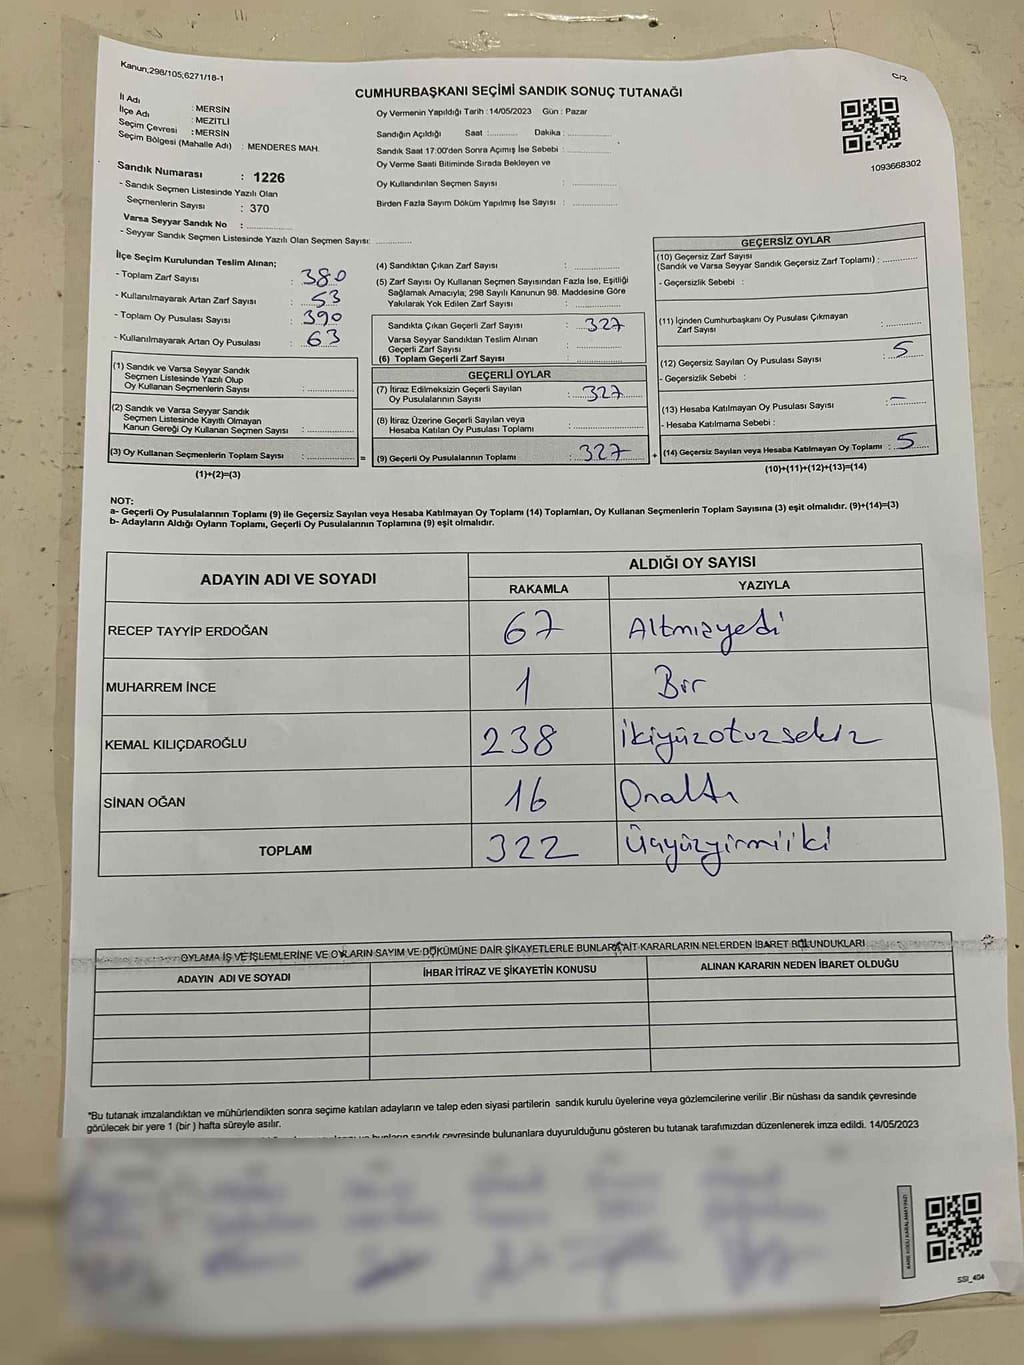 Kanun;298/105;6271/18-1
C/2
CUMHURBAŞKANI SEÇİMİ SANDIK SONUÇ TUTANAĞI
İl Adı : MERSİN
İlçe Adı : MEZİTLİ
Seçim Çevresi : MERSİN
Seçim Bölgesi (Mahalle Adı) : MENDERES MAH.
Oy Vermenin Yapıldığı Tarih : 14/05/2023 Gün : Pazar
Sandığın Açıldığı Saat :.......... Dakika : ..............
Sandık Saat 17:00'den Sonra Açımış İse Sebebi : ..............
Oy Verme Saati Bitiminde Sırada Bekleyen ve
Oy Kullandırılan Seçmen Sayısı : ..............
Birden Fazla Sayım Döküm Yapılmış İse Sayısı : ..............
1093668302
Sandık Numarası : 1226
- Sandık Seçmen Listesinde Yazılı Olan
Seçmenlerin Sayısı : 370
Varsa Seyyar Sandık No : ..............
- Seyyar Sandık Seçmen Listesinde Yazılı Olan Seçmen Sayısı: ............
İlçe Seçim Kurulundan Teslim Alınan;
- Toplam Zarf Sayısı : 380
- Kullanılmayarak Artan Zarf Sayısı : 53
- Toplam Oy Pusulası Sayısı : 390
- Kullanılmayarak Artan Oy Pusulası : 63
(1) Sandık ve Varsa Seyyar Sandık
Seçmen Listesinde Yazılı Olup
Oy Kullanan Seçmenlerin Sayısı : ..............
(2) Sandık ve Varsa Seyyar Sandık
Seçmen Listesinde Kayıtlı Olmayan
Kanun Gereği Oy Kullanan Seçmen Sayısı : ..............
(3) Oy Kullanan Seçmenlerin Toplam Sayısı : .............. =
(1)+(2)=(3)
(4) Sandıktan Çıkan Zarf Sayısı : ..............
(5) Zarf Sayısı Oy Kullanan Seçmen Sayısından Fazla İse, Eşitliği
Sağlamak Amacıyla, 298 Sayılı Kanunun 98. Maddesine Göre
Yakılarak Yok Edilen Zarf Sayısı : ..............
Sandıkta Çıkan Geçerli Zarf Sayısı : 327
Varsa Seyyar Sandıktan Teslim Alınan
Geçerli Zarf Sayısı : ..............
(6) Toplam Geçerli Zarf Sayısı : ..............
GEÇERLİ OYLAR
(7) İtiraz Edilmeksizin Geçerli Sayılan
Oy Pusulalarının Sayısı : 327
(8) İtiraz Üzerine Geçerli Sayılan veya
Hesaba Katılan Oy Pusulası Toplamı : ..............
(9) Geçerli Oy Pusulalarının Toplamı : 327 +
GEÇERSİZ OYLAR
(10) Geçersiz Zarf Sayısı
(Sandık ve Varsa Seyyar Sandık Geçersiz Zarf Toplamı) : ..........
- Geçersizlik Sebebi :
(11) İçinden Cumhurbaşkanı Oy Pusulası Çıkmayan
Zarf Sayısı : ..........
(12) Geçersiz Sayılan Oy Pusulası Sayısı : 5
- Geçersizlik Sebebi :
(13) Hesaba Katılmayan Oy Pusulası Sayısı : –
- Hesaba Katılmama Sebebi :
(14) Geçersiz Sayılan veya Hesaba Katılmayan Oy Toplamı : 5
(10)+(11)+(12)+(13)=(14)
NOT:
a- Geçerli Oy Pusulalarının Toplamı (9) ile Geçersiz Sayılan veya Hesaba Katılmayan Oy Toplamı (14) Toplamları, Oy Kullanan Seçmenlerin Toplam Sayısına (3) eşit olmalıdır. (9)+(14)=(3)
b- Adayların Aldığı Oyların Toplamı, Geçerli Oy Pusulalarının Toplamına (9) eşit olmalıdır.
ADAYIN ADI VE SOYADI
ALDIĞI OY SAYISI
RAKAMLA YAZIYLA
RECEP TAYYİP ERDOĞAN 67 Altmışyedi
MUHARREM İNCE 1 Bir
KEMAL KILIÇDAROĞLU 238 İkiyüzotuzsekiz
SİNAN OĞAN 16 Onaltı
TOPLAM 322 Üçyüzyirmiiki
OYLAMA İŞ VE İŞLEMLERİNE VE OYLARIN SAYIM VE DÖKÜMÜNE DAİR ŞİKAYETLERLE BUNLARA AİT KARARLARIN NELERDEN İBARET BULUNDUKLARI
ADAYIN ADI VE SOYADI İHBAR İTİRAZ VE ŞİKAYETİN KONUSU ALINAN KARARIN NEDEN İBARET OLDUĞU
"Bu tutanak imzalandıktan ve mühürlendikten sonra seçime katılan adayların ve talep eden siyasi partilerin sandık kurulu üyelerine veya gözlemcilerine verilir .Bir nüshası da sandık çevresinde
görülecek bir yere 1 (bir ) hafta süreyle asılır.
bunların sandık çevresinde bulunanlara duyurulduğunu gösteren bu tutanak tarafımızdan düzenlenerek imza edildi. 14/05/2023
SSI_404